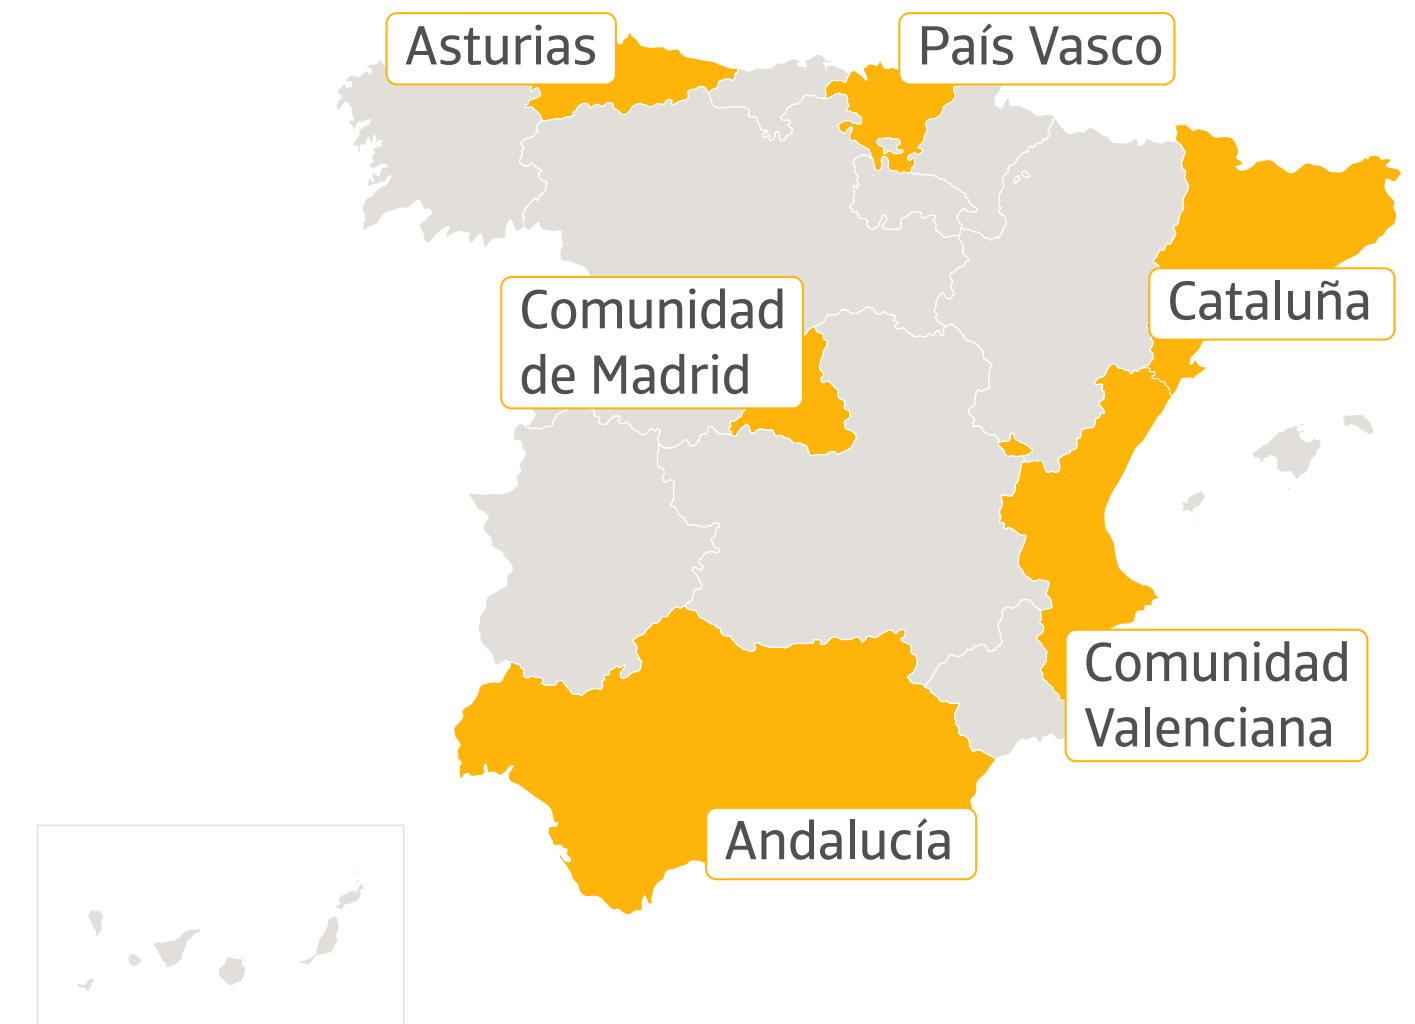 Asturias
País Vasco
Cataluña
Comunidad
de Madrid
Comunidad
Valenciana
Andalucía